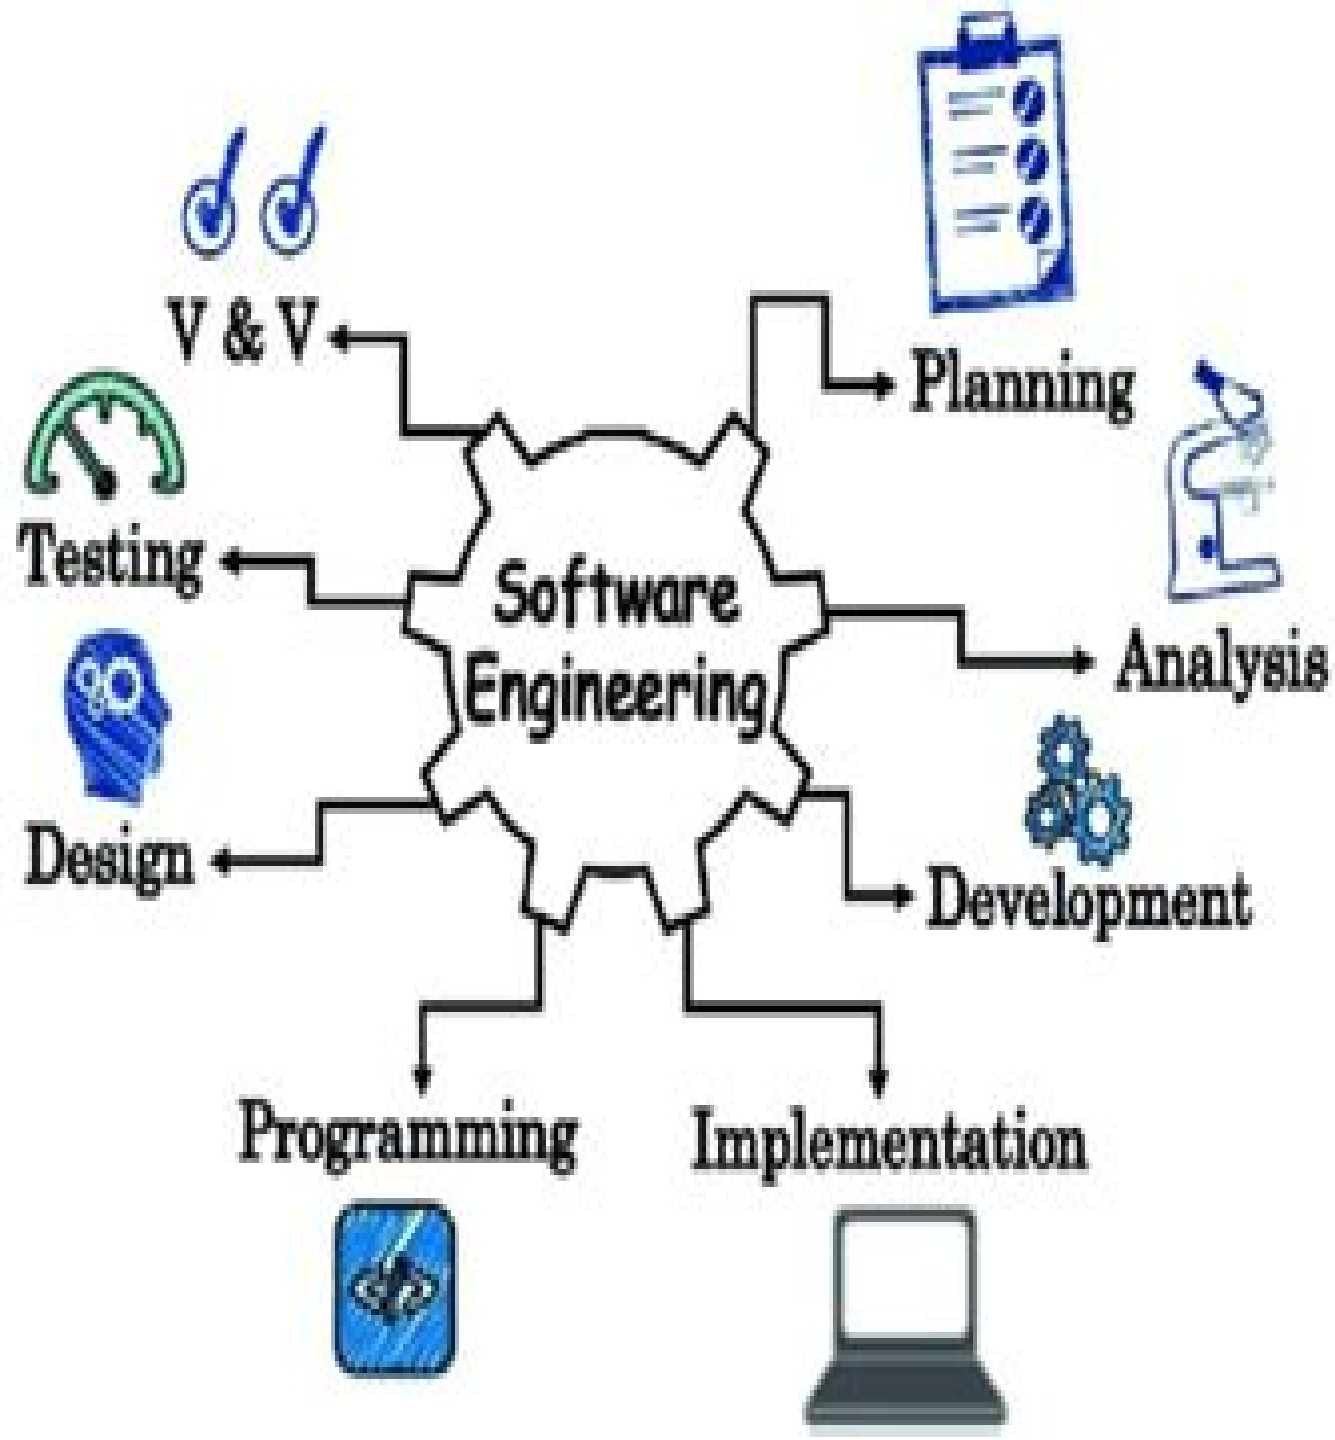 V & V
Planning
Testing
Software
Engineering
Analysis
Design
Development
Programming
Implementation